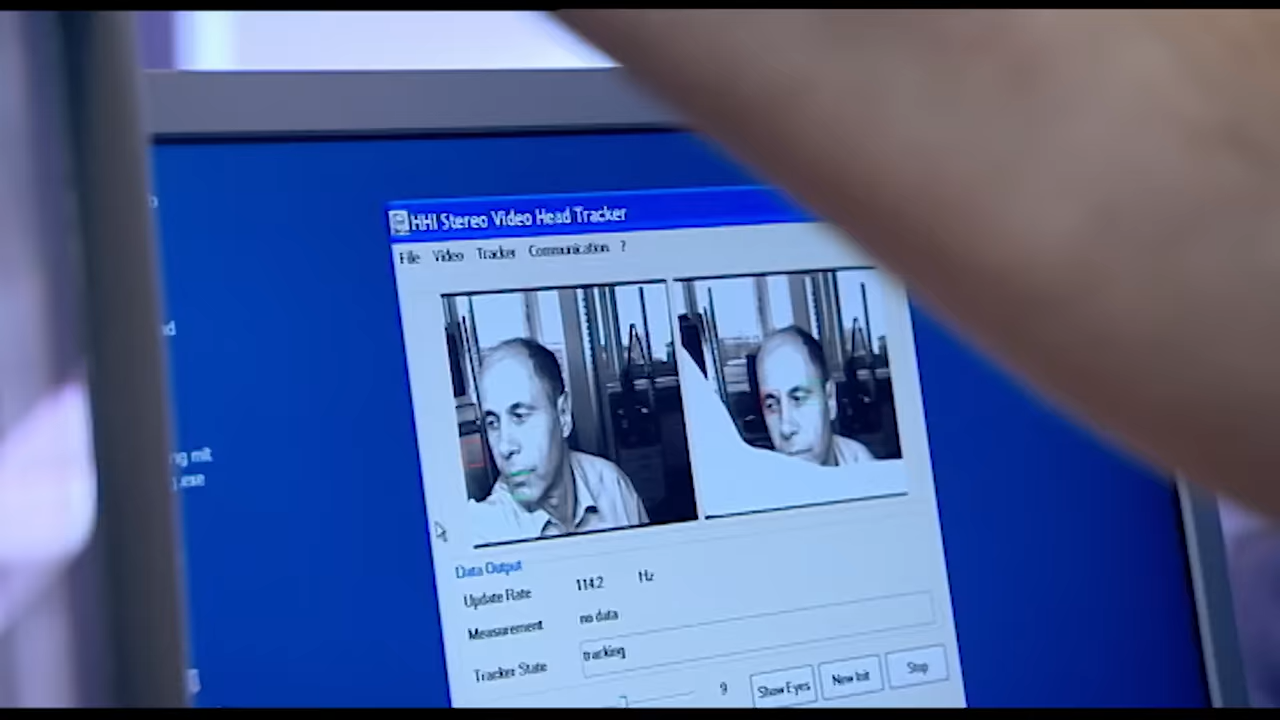 HHI Stereo Video Head Tracker
File Video Tracker Communication ?
ng mit
.exe
Data Output
Update Rate 114.2 Hz
Measurement no data
Tracker State tracking
9 Show Eyes New Init Stop